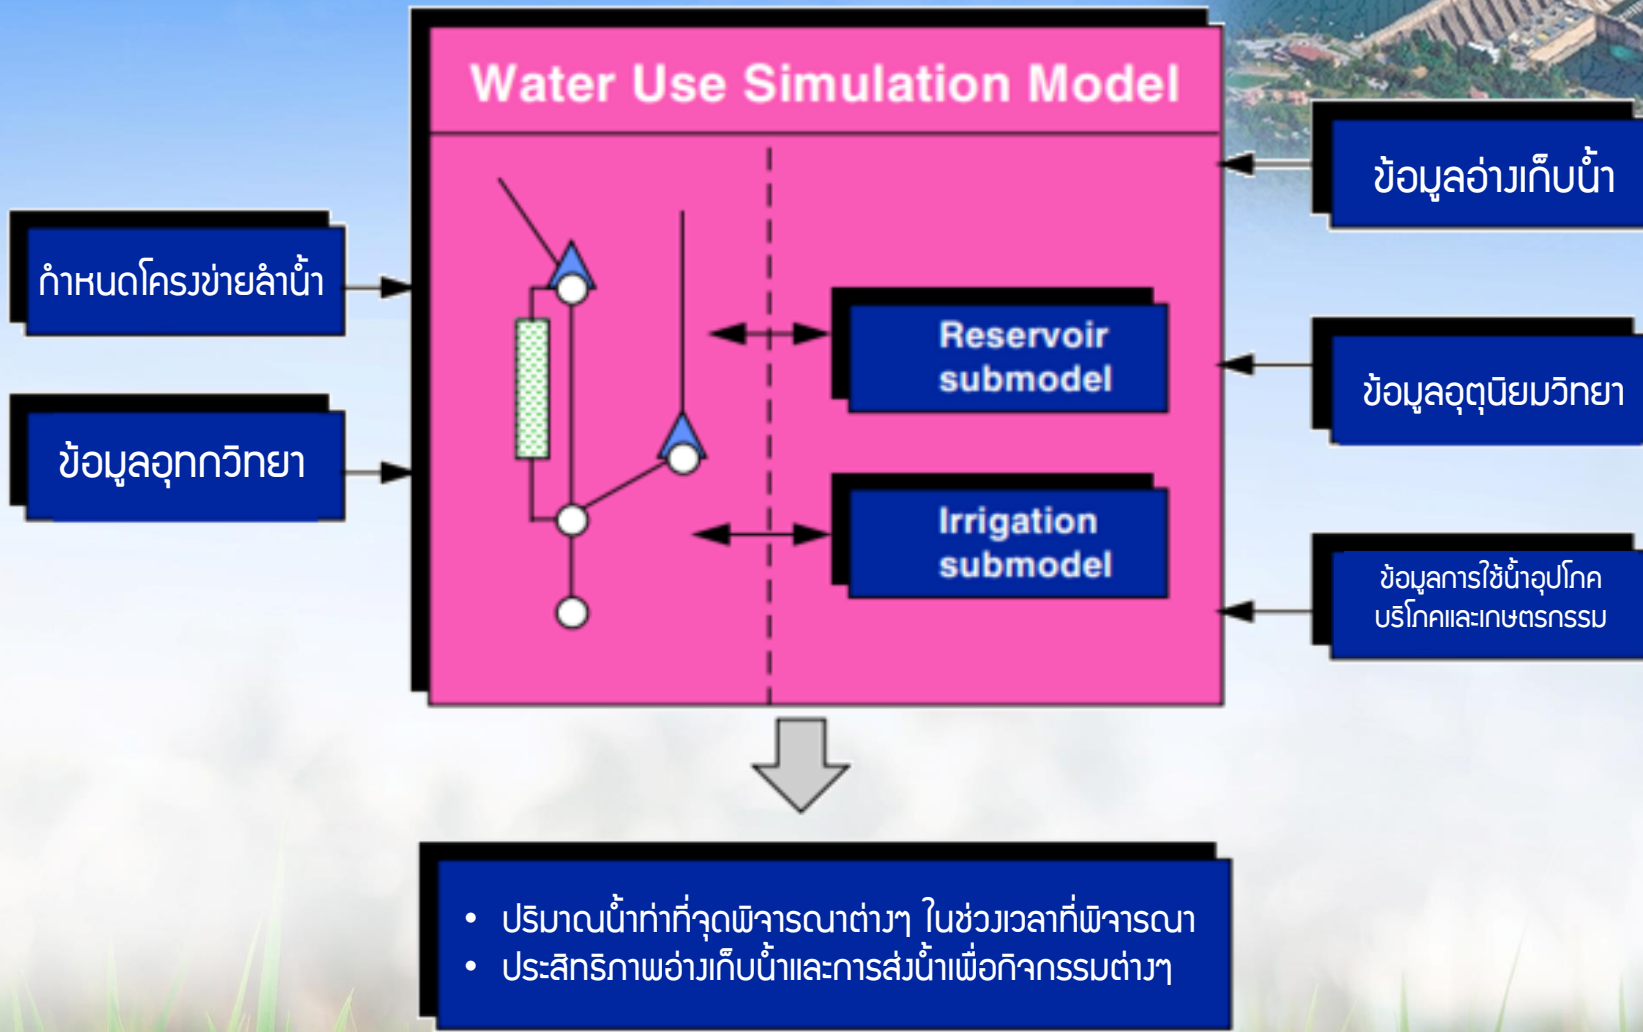 Water Use Simulation Model
กำหนดโครงข่ายลำน้ำ
ข้อมูลอุทกวิทยา
Reservoir
submodel
Irrigation
submodel
ข้อมูลอ่างเก็บน้ำ
ข้อมูลอุตุนิยมวิทยา
ข้อมูลการใช้น้ำอุปโภค
บริโภคและเกษตรกรรม
• ปริมาณน้ำท่าที่จุดพิจารณาต่างๆ ในช่วงเวลาที่พิจารณา
• ประสิทธิภาพอ่างเก็บน้ำและการส่งน้ำเพื่อกิจกรรมต่างๆ